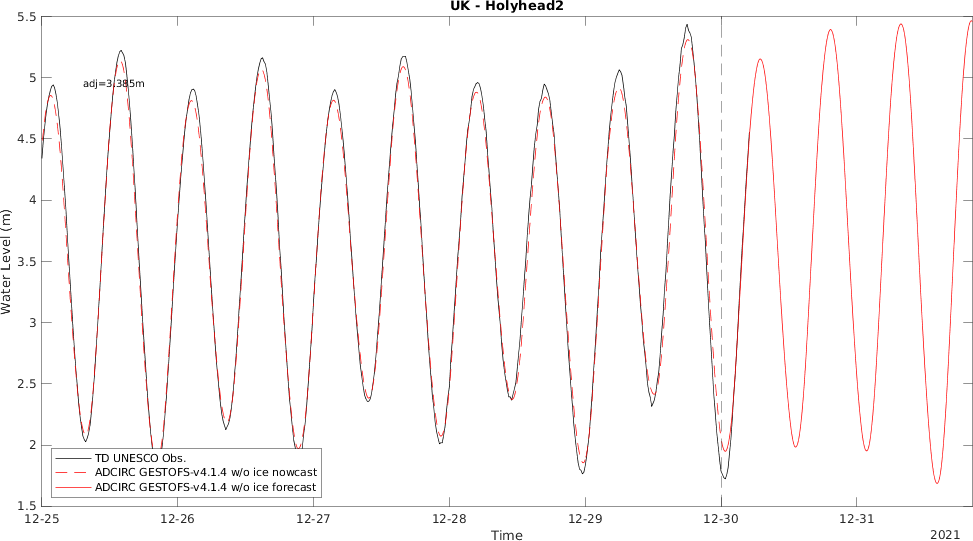 UK - Holyhead2
5.5
5
4.5
4
3.5
3
2.5
2
1.5
Water Level (m)
adj=3.385m
TD UNESCO Obs.
ADCIRC GESTOFS-v4.1.4 w/o ice nowcast
ADCIRC GESTOFS-v4.1.4 w/o ice forecast
12-25 12-26 12-27 12-28 12-29 12-30 12-31
Time
2021